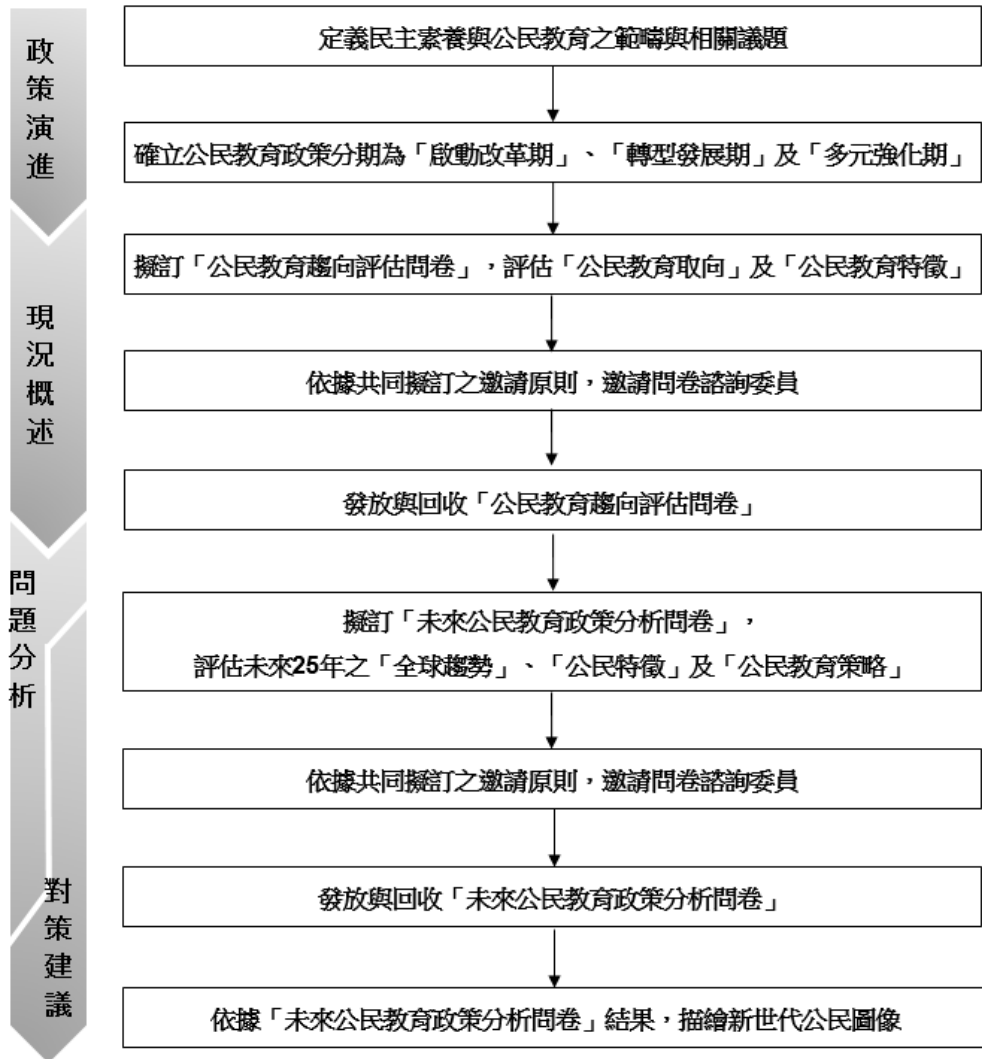 政策演進
定義民主素養與公民教育之範疇與相關議題
確立公民教育政策分期為「啟動改革期」、「轉型發展期」及「多元強化期」
現況概述
擬訂「公民教育趨向評估問卷」，評估「公民教育取向」及「公民教育特徵」
依據共同擬訂之邀請原則，邀請問卷諮詢委員
發放與回收「公民教育趨向評估問卷」
問題分析
擬訂「未來公民教育政策分析問卷」，
評估未來25年之「全球趨勢」、「公民特徵」及「公民教育策略」
依據共同擬訂之邀請原則，邀請問卷諮詢委員
發放與回收「未來公民教育政策分析問卷」
對策建議
依據「未來公民教育政策分析問卷」結果，描繪新世代公民圖像